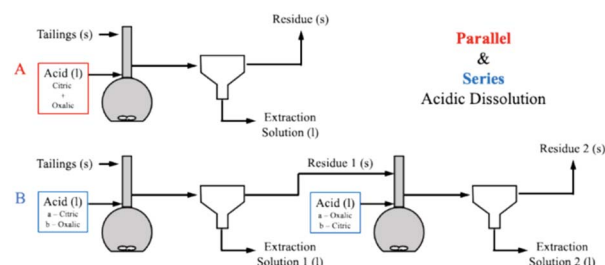 Residue (s)
Tailings (s)
Parallel
&
Series
Acidic Dissolution
A
Acid (l)
Citric
+
Oxalic
Extraction
Solution (l)
Residue 2 (s)
Tailings (s)
Residue 1 (s)
B
Acid (l)
a – Citric
b – Oxalic
Acid (l)
a – Oxalic
b – Citric
Extraction
Solution 1 (l)
Extraction
Solution 2 (l)